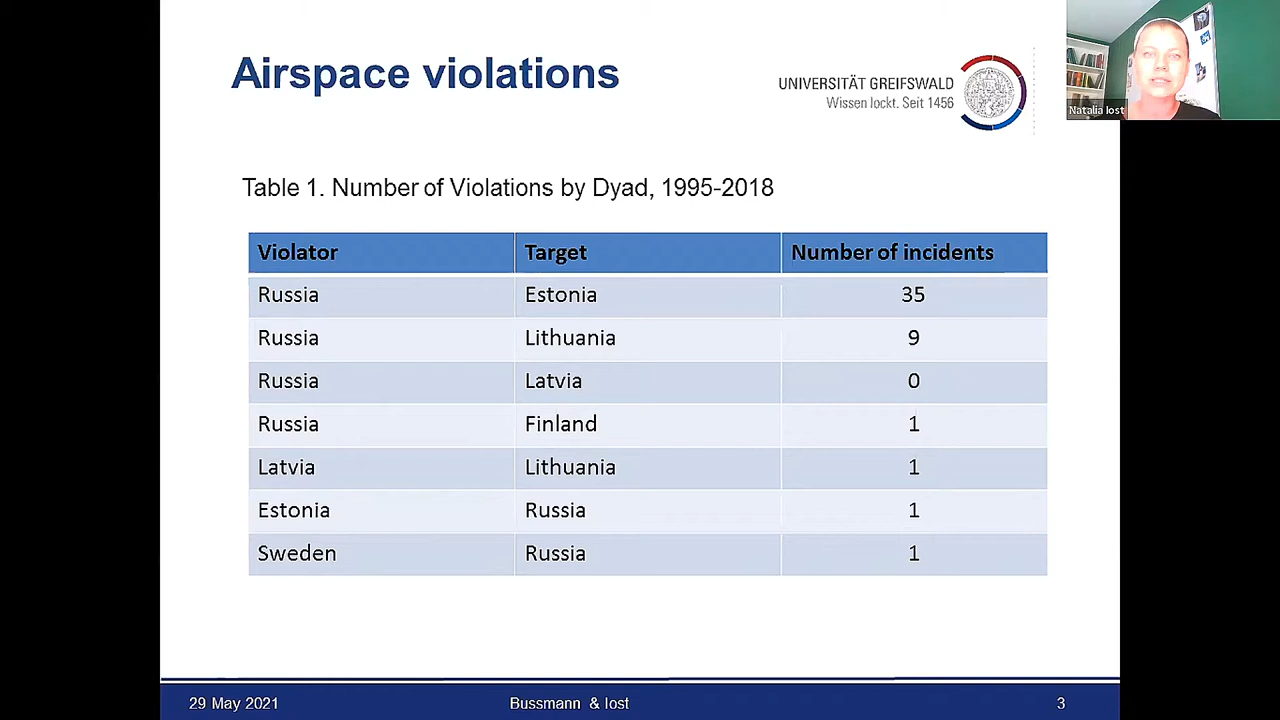 Airspace violations
UNIVERSITÄT GREIFSWALD
Wissen lockt. Seit 1456
Natalia Iost
Table 1. Number of Violations by Dyad, 1995-2018
Violator Target Number of incidents
Russia Estonia 35
Russia Lithuania 9
Russia Latvia 0
Russia Finland 1
Latvia Lithuania 1
Estonia Russia 1
Sweden Russia 1
29 May 2021 Bussmann & Iost 3